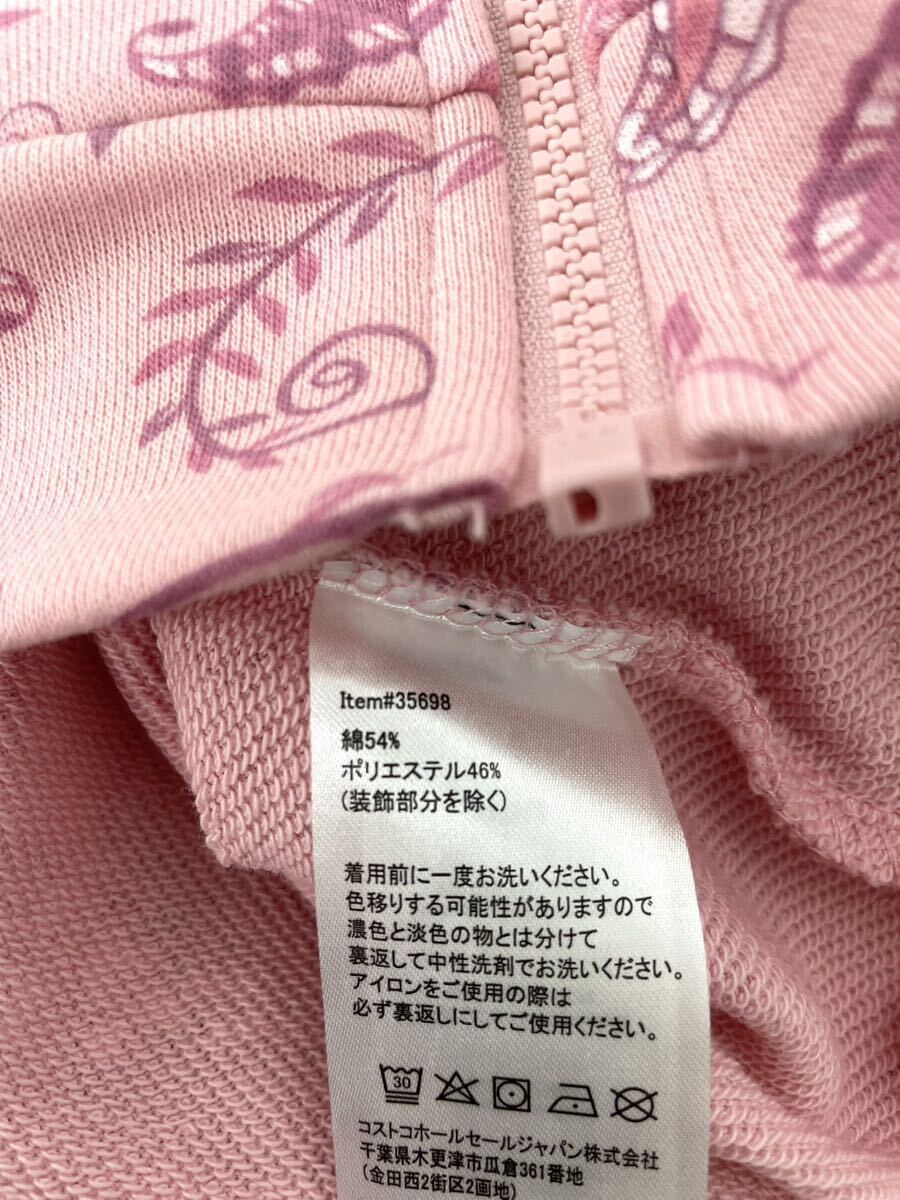 Item#35698
綿54%
ポリエステル46%
(装飾部分を除く)
着用前に一度お洗いください。
色移りする可能性がありますので
濃色と淡色の物とは分けて
裏返して中性洗剤でお洗いください。
アイロンをご使用の際は
必ず裏返しにしてご使用ください。
30
コストコホールセールジャパン株式会社
千葉県木更津市瓜倉361番地
(金田西2街区2画地)